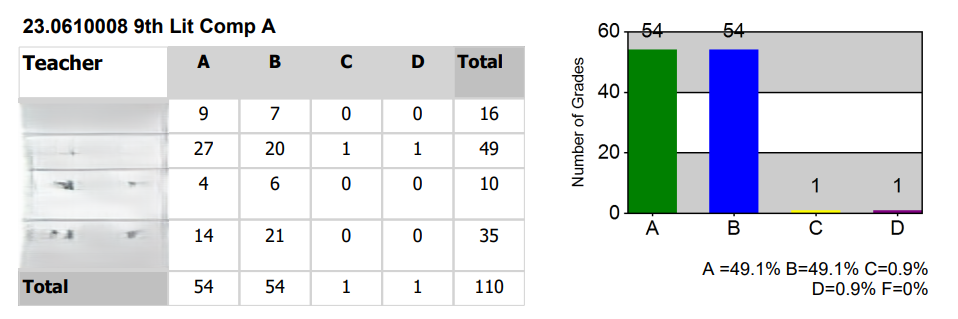 23.0610008 9th Lit Comp A
Teacher A B C D Total
9 7 0 0 16
27 20 1 1 49
4 6 0 0 10
14 21 0 0 35
Total 54 54 1 1 110
Number of Grades
60
40
20
0
54 54 1 1
A B C D
A =49.1% B=49.1% C=0.9%
D=0.9% F=0%